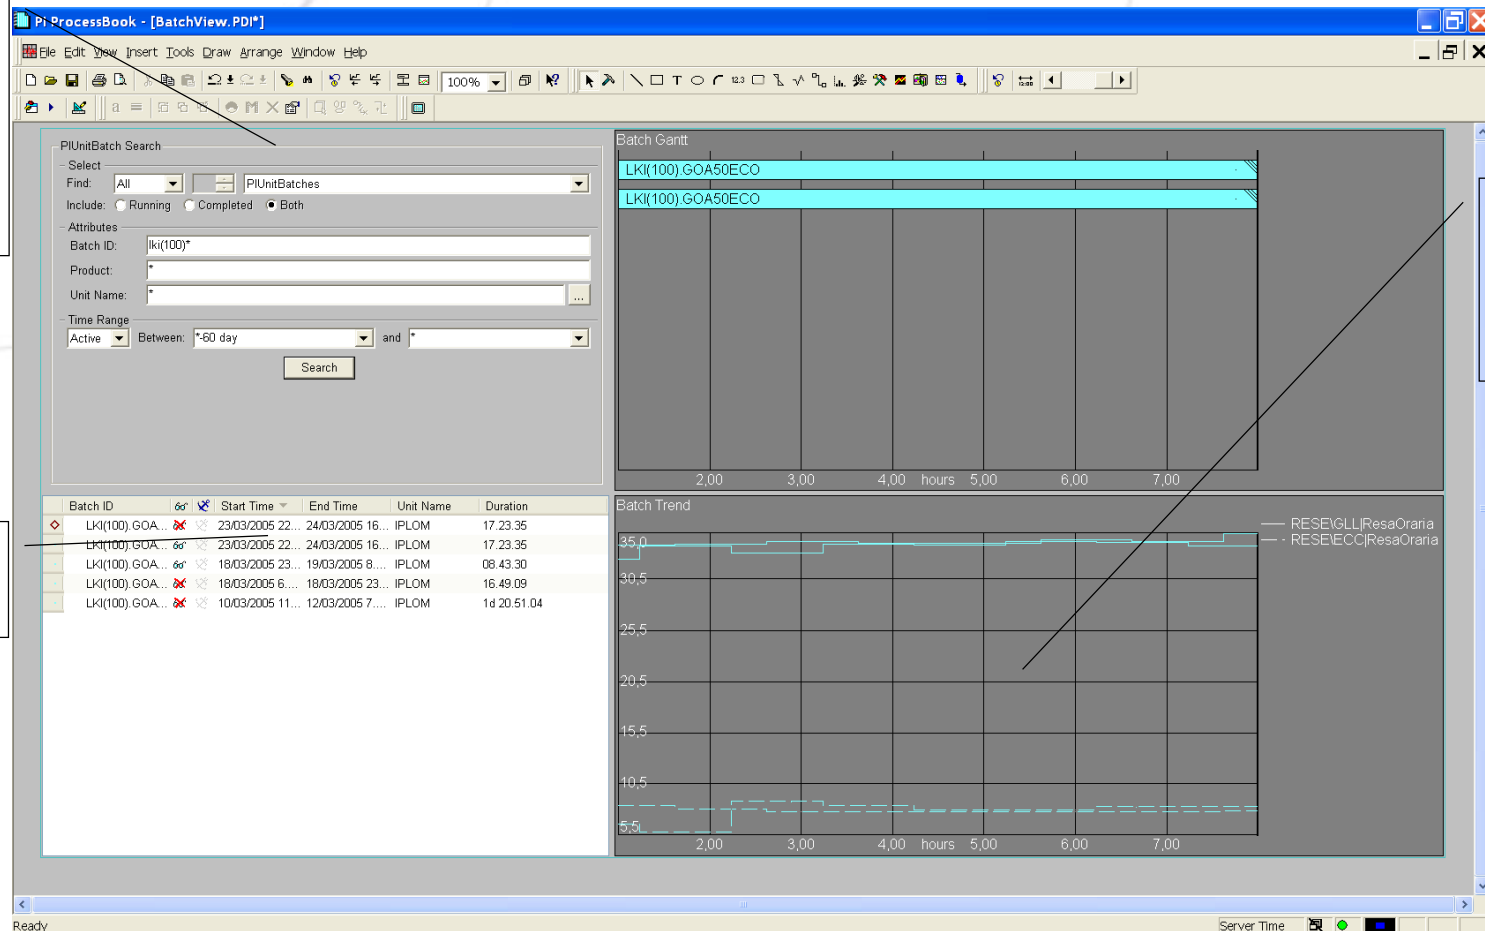 Pi ProcessBook - [BatchView.PDI*]
File Edit View Insert Tools Draw Arrange Window Help
100%
T 12.3
a =
PIUnitBatch Search
Select
Find: All PIUnitBatches
Include: Running Completed Both
Attributes
Batch ID: lki(100)*
Product: *
Unit Name: * ...
Time Range
Active Between: *-60 day and *
Search
Batch Gantt
LKI(100).GOA50ECO
LKI(100).GOA50ECO
2,00 3,00 4,00 hours 5,00 6,00 7,00
Batch ID Start Time End Time Unit Name Duration
LKI(100).GOA... 23/03/2005 22... 24/03/2005 16... IPLOM 17.23.35
LKI(100).GOA... 23/03/2005 22... 24/03/2005 16... IPLOM 17.23.35
LKI(100).GOA... 18/03/2005 23... 19/03/2005 8.... IPLOM 08.43.30
LKI(100).GOA... 18/03/2005 6.... 18/03/2005 23... IPLOM 16.49.09
LKI(100).GOA... 10/03/2005 11... 12/03/2005 7.... IPLOM 1d 20.51.04
Batch Trend
RESE\GLL|ResaOraria
RESE\ECC|ResaOraria
35,0
30,5
25,5
20,5
15,5
10,5
5,5
2,00 3,00 4,00 hours 5,00 6,00 7,00
Ready Server Time